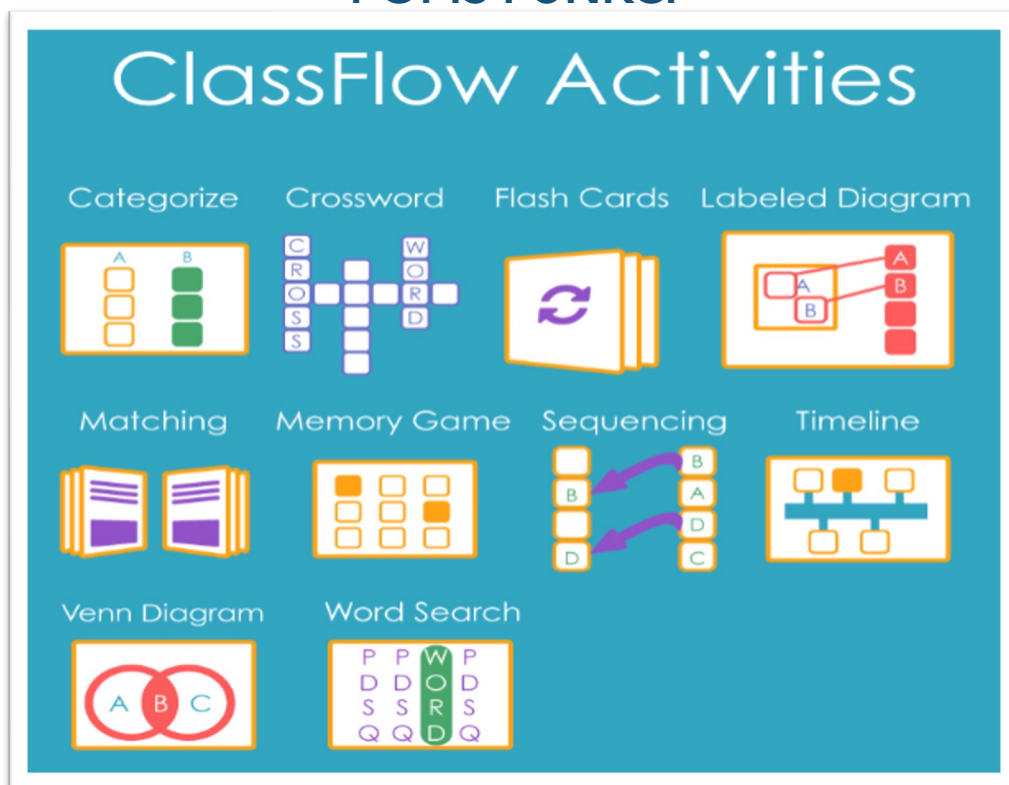 ClassFlow Activities
Categorize Crossword Flash Cards Labeled Diagram
A B
C
R
O
S
S
W
O
R
D
A
B
A
B
Matching Memory Game Sequencing Timeline
B
D
B
A
D
C
Venn Diagram Word Search
A B C
P P W P
D D O D
S S R S
Q Q D Q